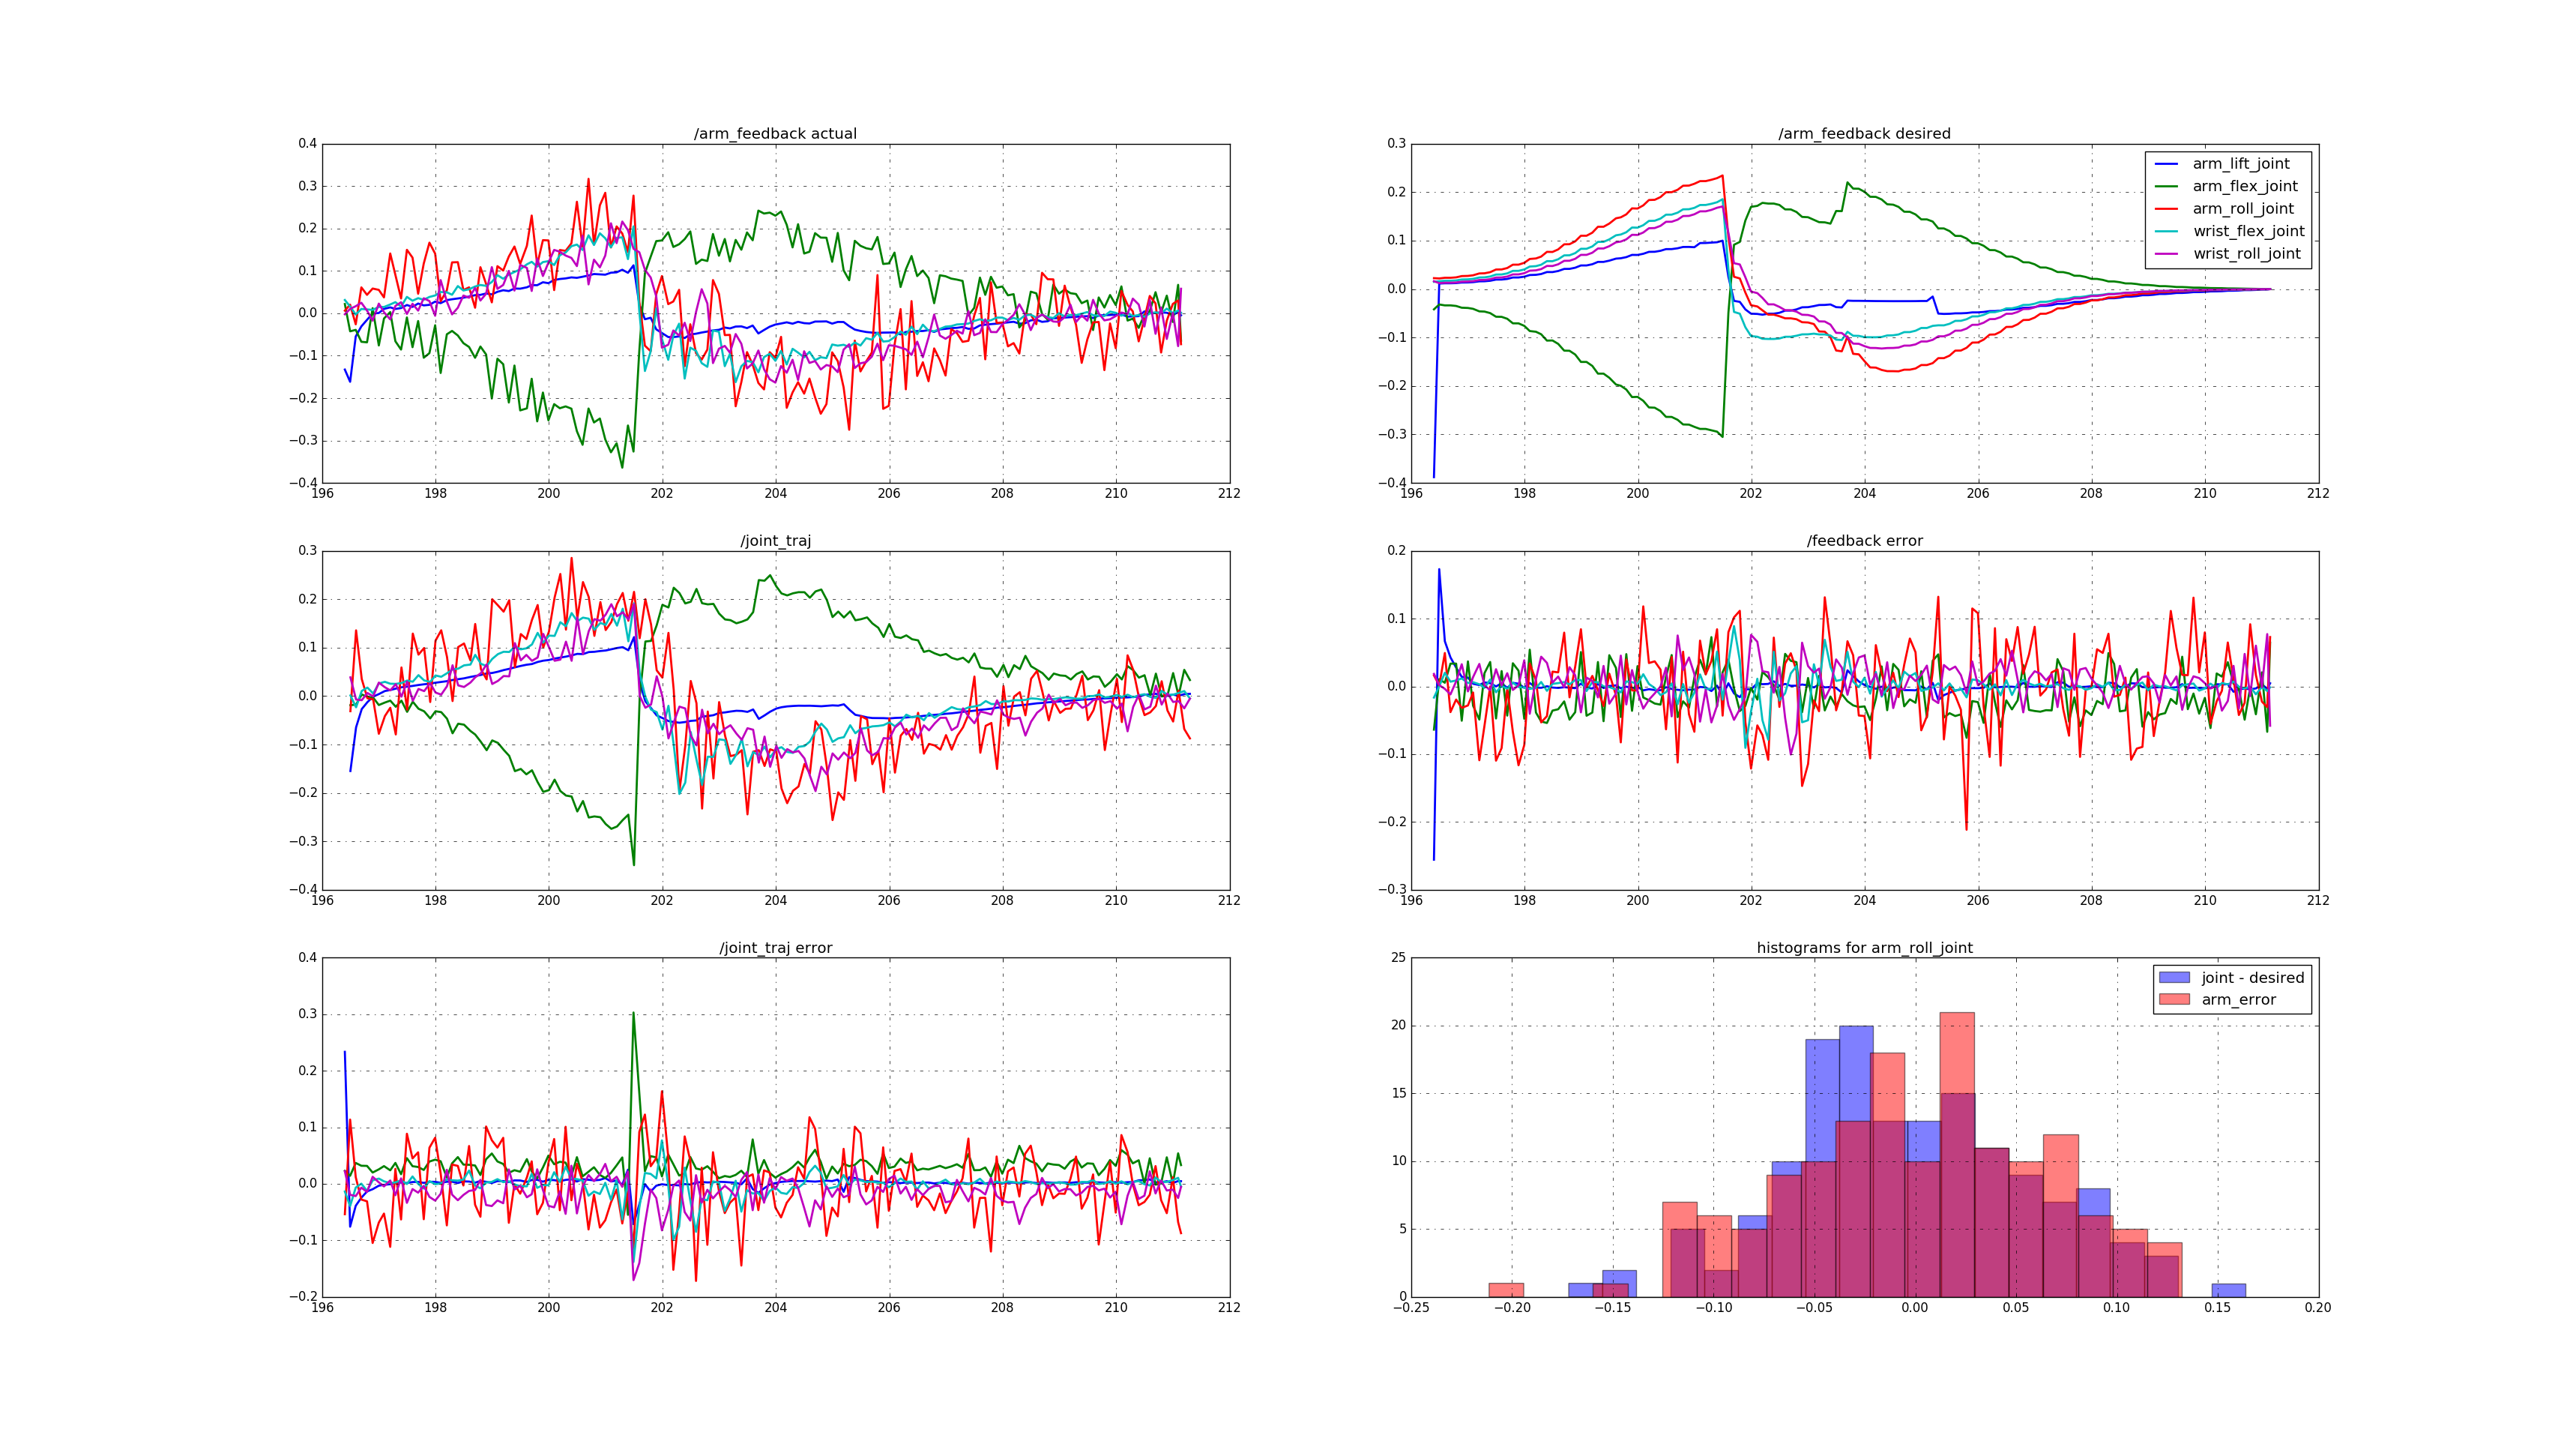 /arm_feedback actual
0.4
0.3
0.2
0.1
0.0
−0.1
−0.2
−0.3
−0.4
196 198 200 202 204 206 208 210 212
/arm_feedback desired
0.3
0.2
0.1
0.0
−0.1
−0.2
−0.3
−0.4
196 198 200 202 204 206 208 210 212
arm_lift_joint
arm_flex_joint
arm_roll_joint
wrist_flex_joint
wrist_roll_joint
/joint_traj
0.3
0.2
0.1
0.0
−0.1
−0.2
−0.3
−0.4
196 198 200 202 204 206 208 210 212
/feedback error
0.2
0.1
0.0
−0.1
−0.2
−0.3
196 198 200 202 204 206 208 210 212
/joint_traj error
0.4
0.3
0.2
0.1
0.0
−0.1
−0.2
196 198 200 202 204 206 208 210 212
histograms for arm_roll_joint
25
20
15
10
5
0
−0.25 −0.20 −0.15 −0.10 −0.05 0.00 0.05 0.10 0.15 0.20
joint - desired
arm_error